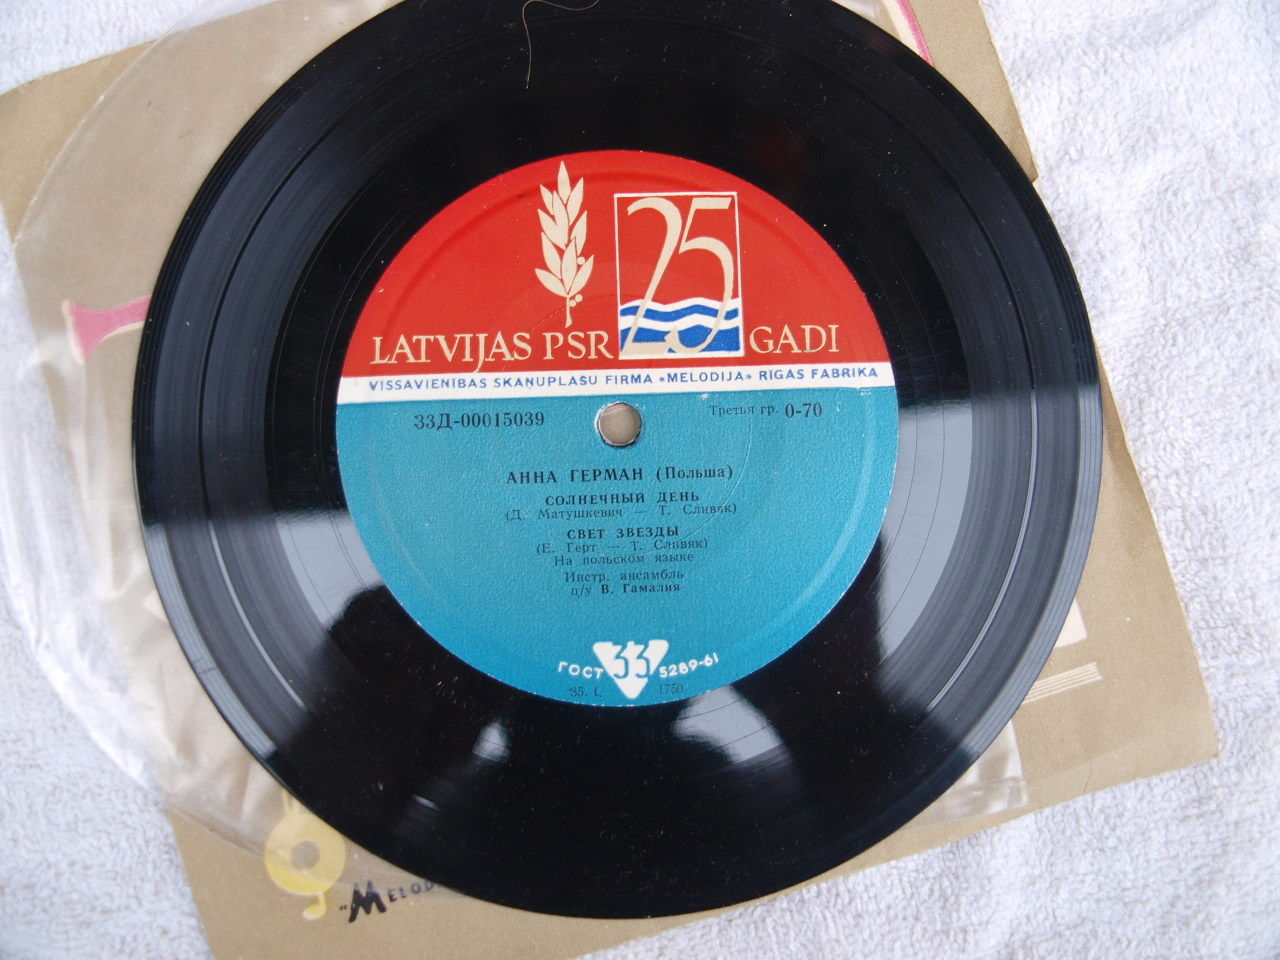 25
LATVIJAS PSR GADI
VISSAVIENĪBAS SKAŅUPLAŠU FIRMA «MELODIJA» RĪGAS FABRIKA
33Д-00015039 Третья гр. 0-70
АННА ГЕРМАН (Польша)
СОЛНЕЧНЫЙ ДЕНЬ
(Д. Матушкевич — Т. Сливяк)
СВЕТ ЗВЕЗДЫ
(Е. Герт — Т. Сливяк)
На польском языке
Инстр. ансамбль
п/у В. Гамалия
ГОСТ 33 5289-61
35. t. 1750